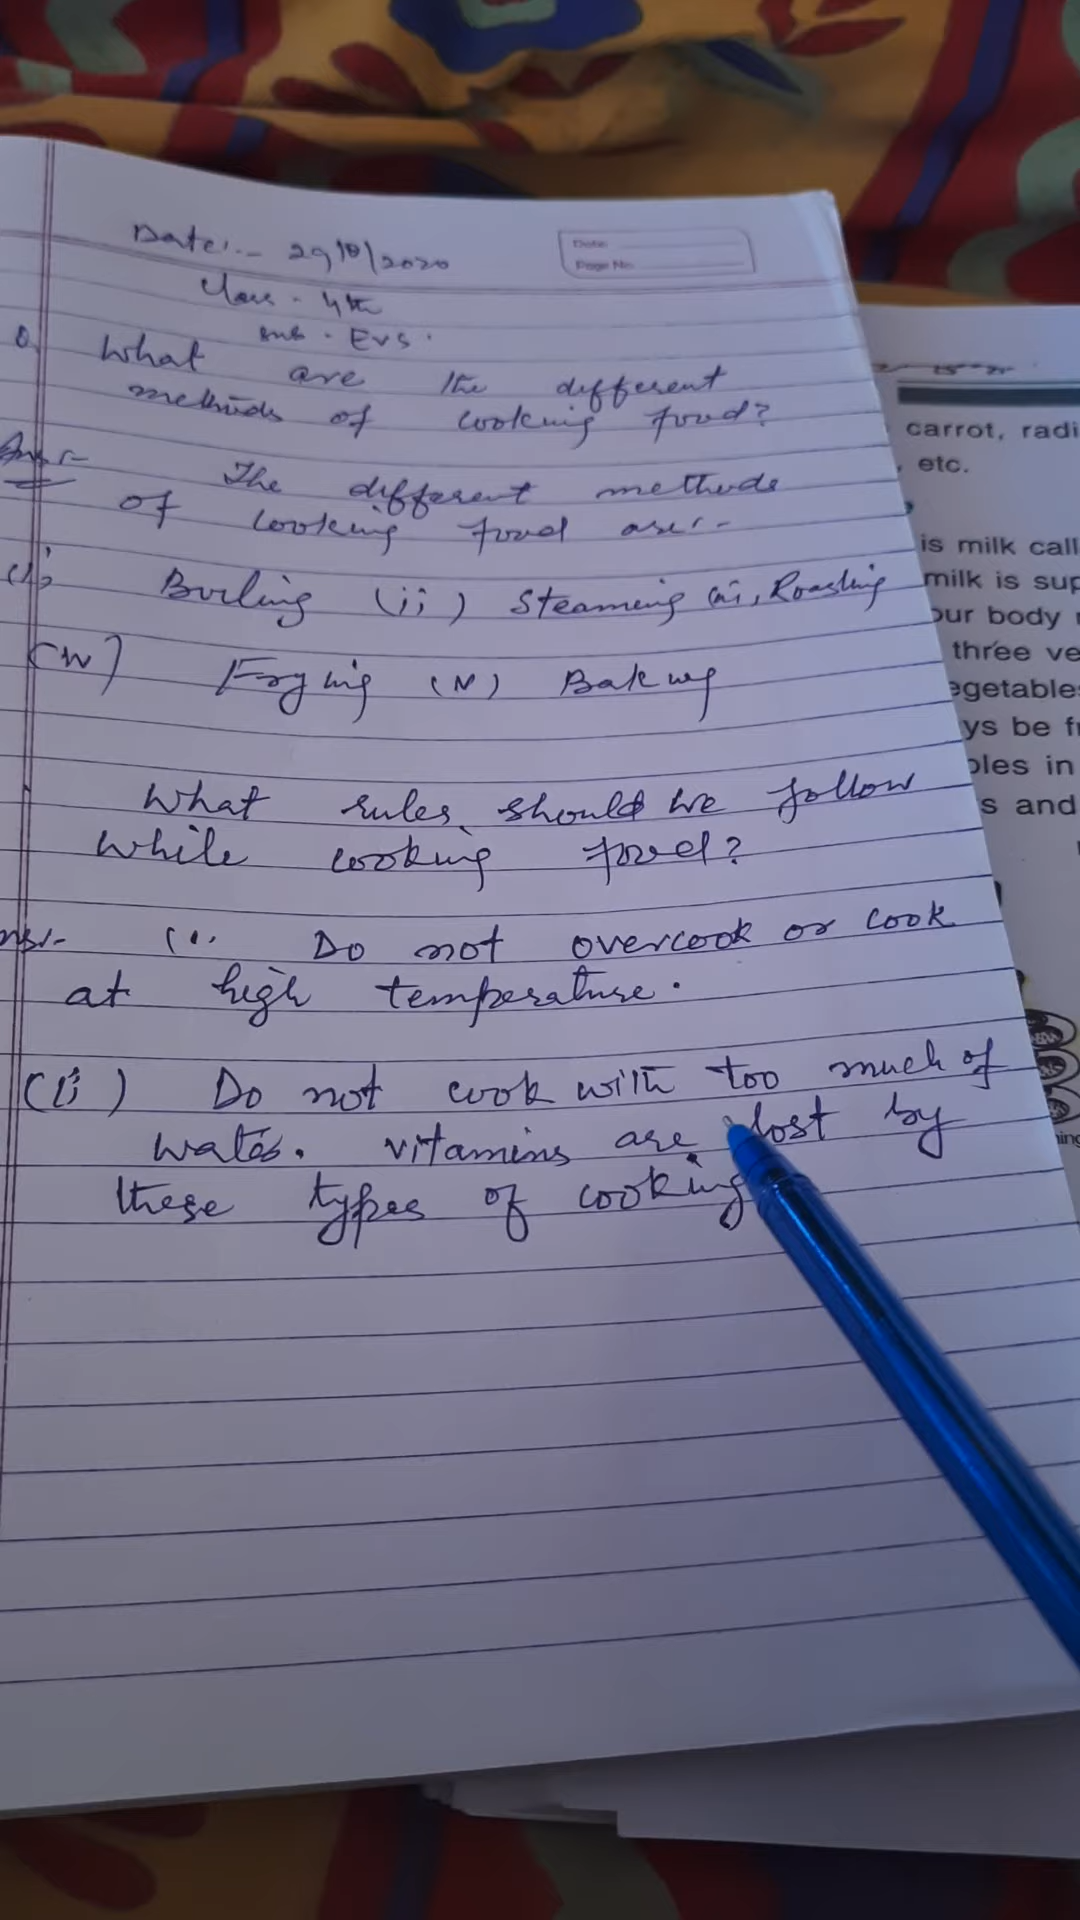 Date:- 29/10/2020
Date
Page No.
Class - 4th
Sub - EVS.
Q. What are the different
methods of cooking food?
Ans:- The different methods
of cooking food are:-
(i) Boiling (ii) Steaming (iii) Roasting
(iv) Frying (v) Baking
What rules should we follow
while cooking food?
Ans:- (i. Do not overcook or cook
at high temperature.
(ii) Do not cook with too much of
water. vitamins are lost by
these types of cooking
carrot, radi
etc.
is milk call
milk is sup
our body
three ve
egetable
ys be fr
bles in
s and